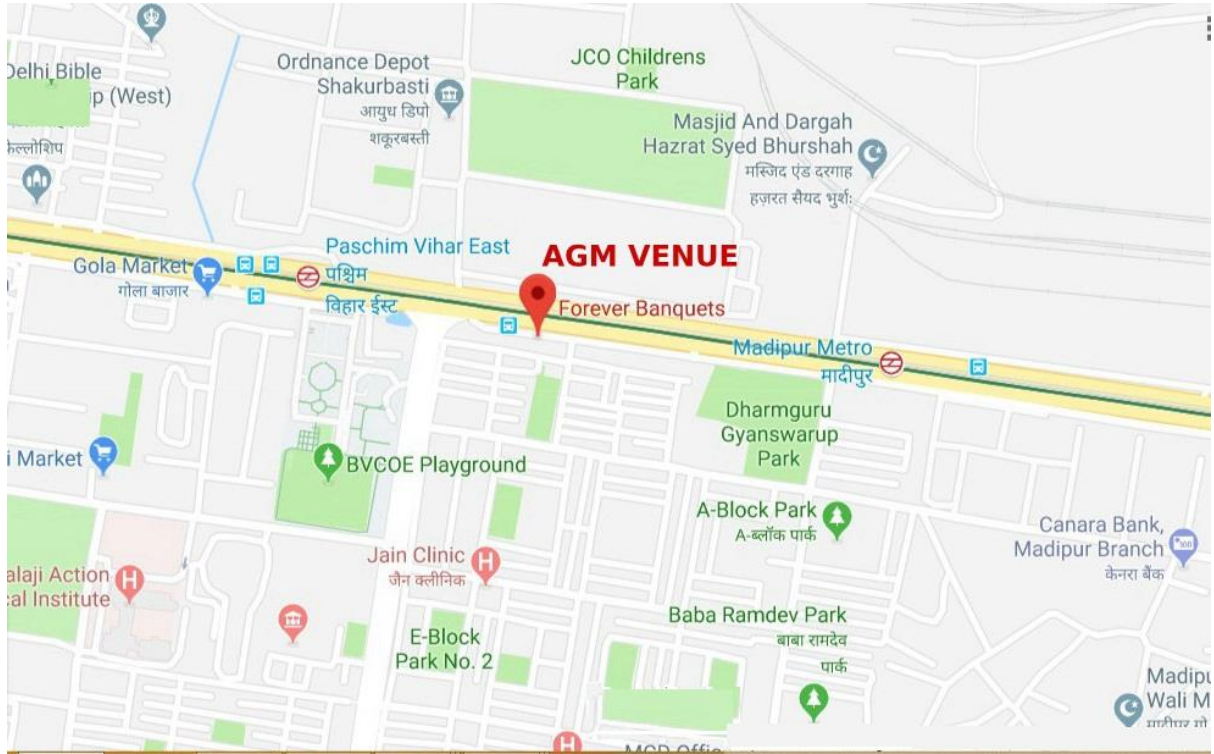 Delhi Bible
(West)
Ordnance Depot
Shakurbasti
आयुध डिपो
शकूरबस्ती
JCO Childrens
Park
Masjid And Dargah
Hazrat Syed Bhurshah
मस्जिद एंड दरगाह
हज़रत सैयद भुर्श:
Paschim Vihar East
पश्चिम
विहार ईस्ट
AGM VENUE
Forever Banquets
Gola Market
गोला बाजार
Madipur Metro
मादीपुर
Dharmguru
Gyanswarup
Park
Market
BVCOE Playground
A-Block Park
A-ब्लॉक पार्क
Canara Bank,
Madipur Branch
केनरा बैंक
Jain Clinic
जैन क्लीनिक
alaji Action
cal Institute
Baba Ramdev Park
बाबा रामदेव
पार्क
E-Block
Park No. 2
Madipu
Wali M
MCD Office